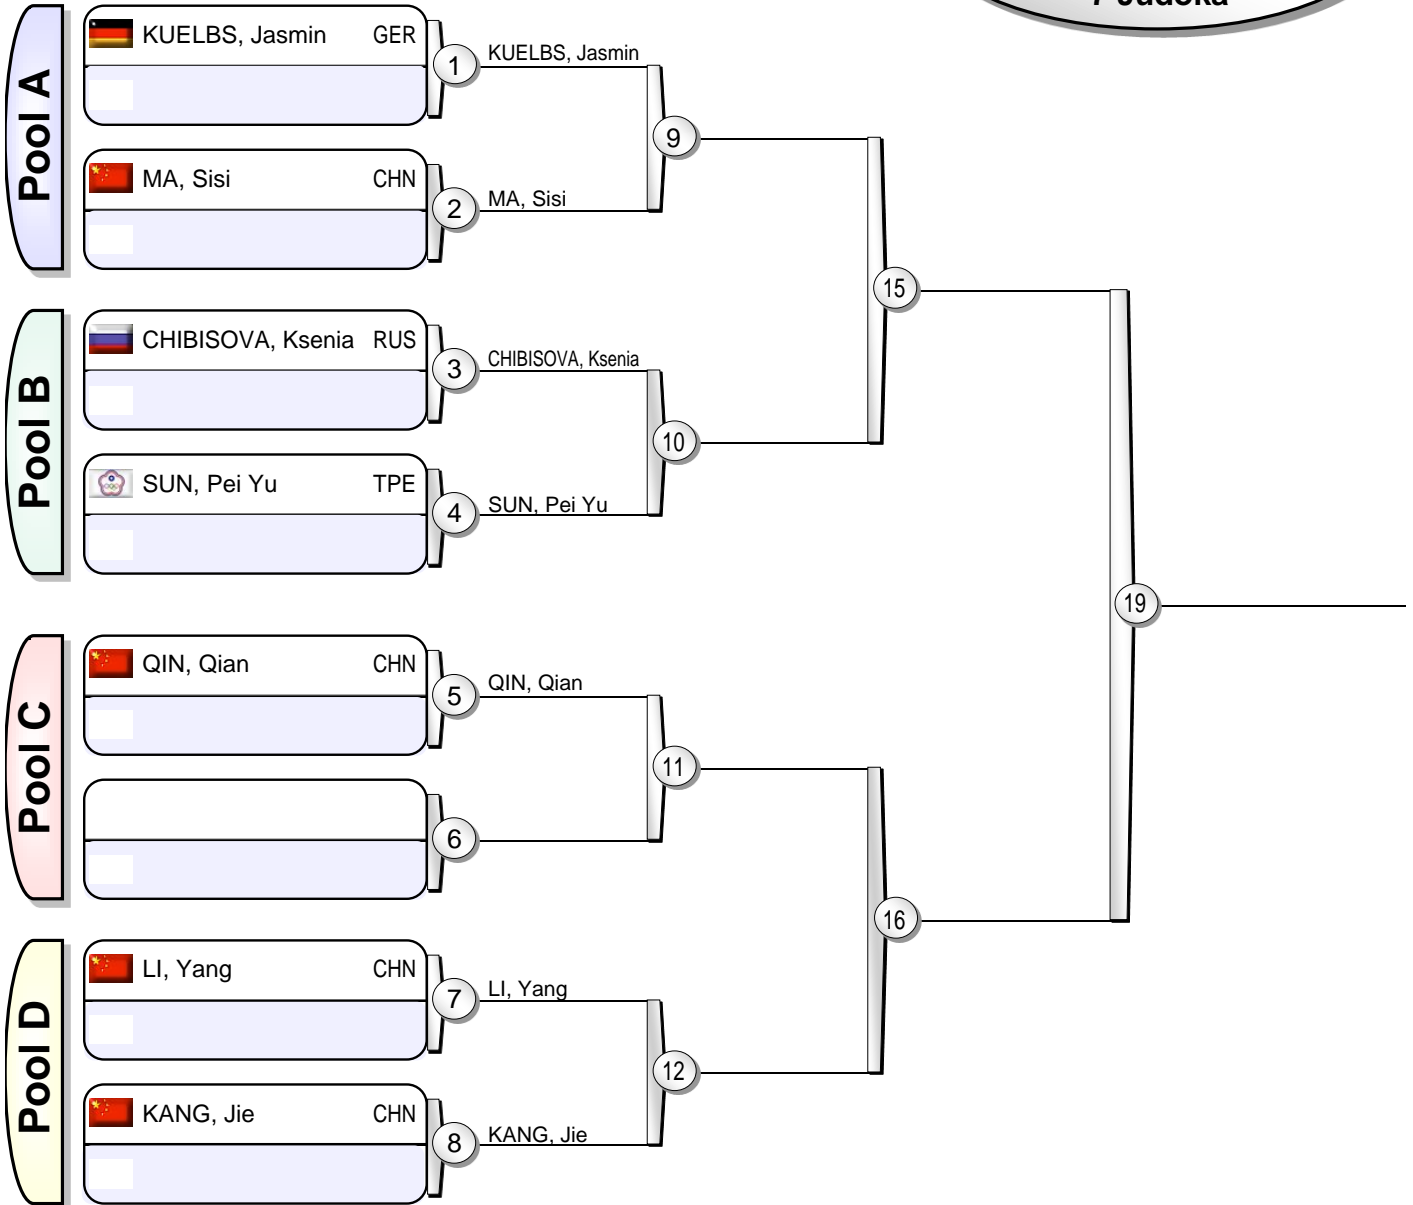 7 Judoka
Pool A
KUELBS, Jasmin GER
1
KUELBS, Jasmin
9
MA, Sisi CHN
2
MA, Sisi
15
Pool B
CHIBISOVA, Ksenia RUS
3
CHIBISOVA, Ksenia
10
SUN, Pei Yu TPE
4
SUN, Pei Yu
19
Pool C
QIN, Qian CHN
5
QIN, Qian
11
6
16
Pool D
LI, Yang CHN
7
LI, Yang
12
KANG, Jie CHN
8
KANG, Jie